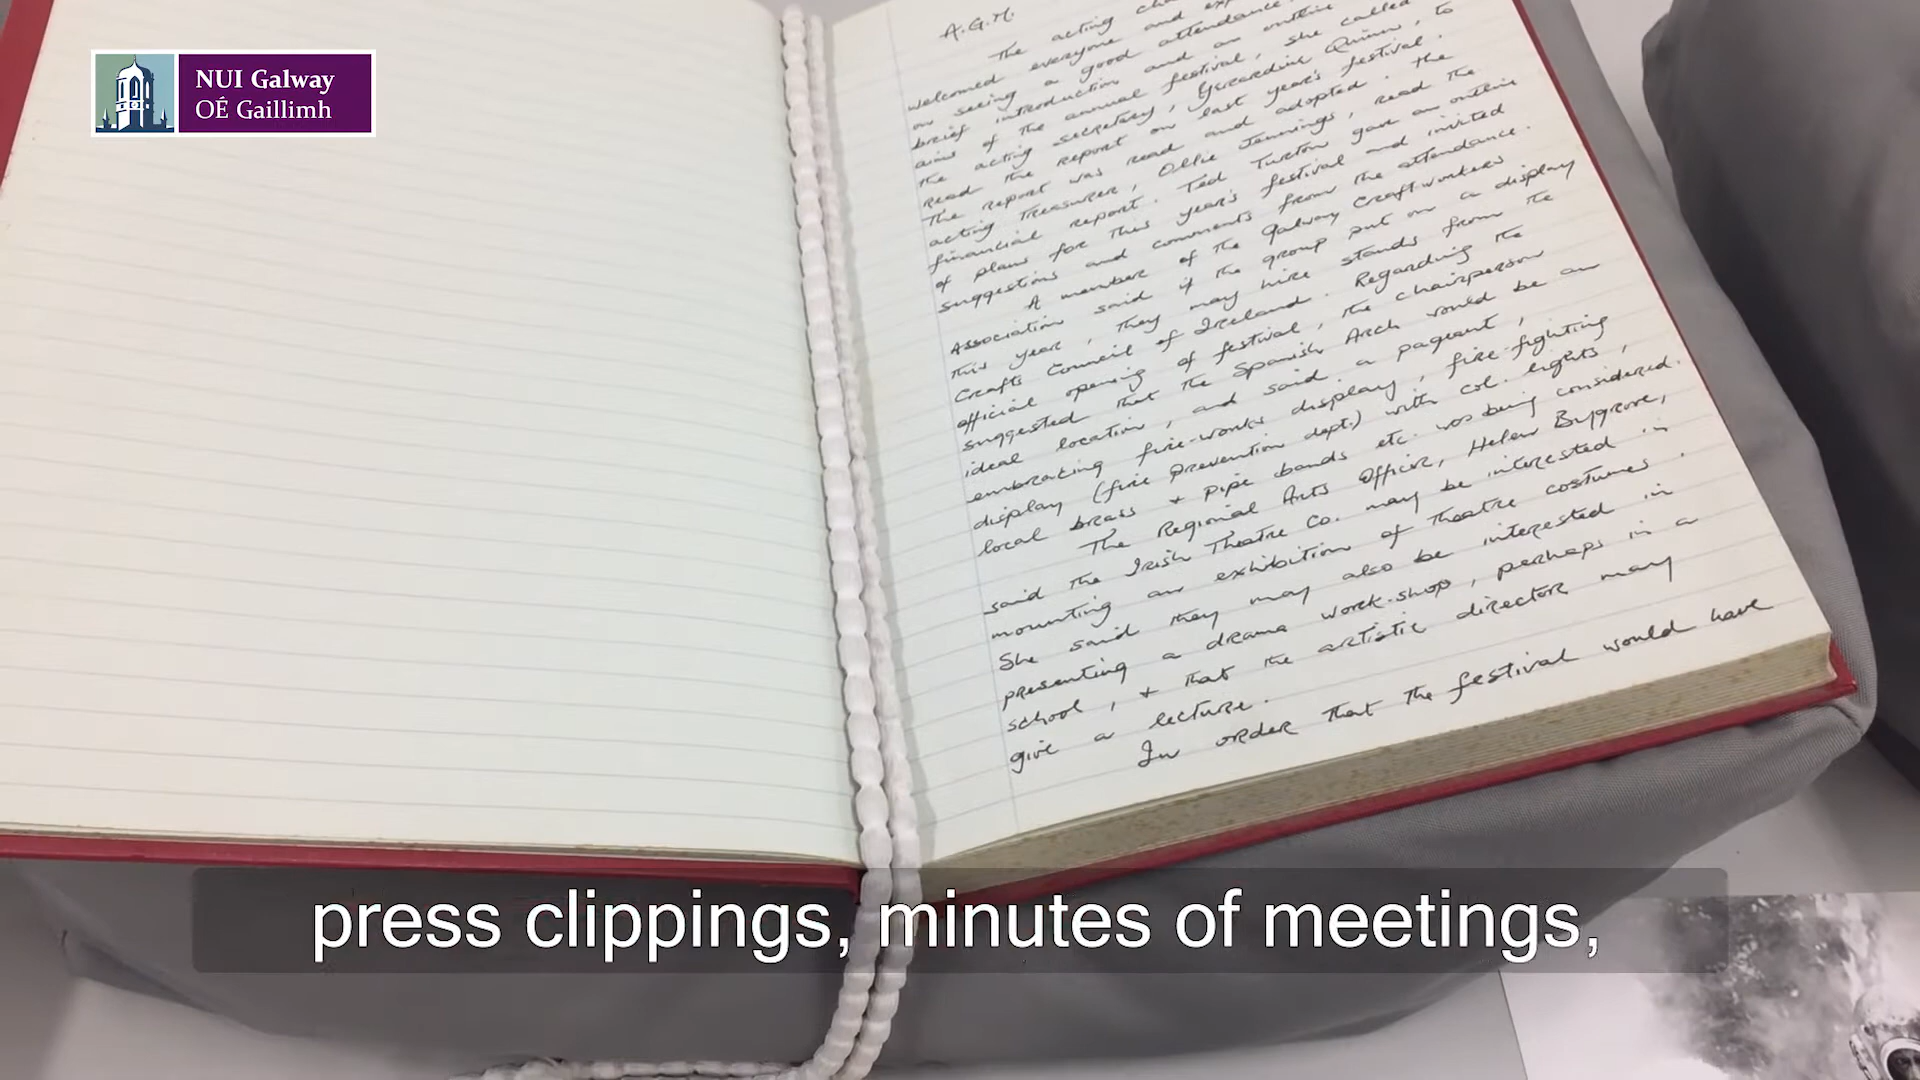 NUI Galway
OÉ Gaillimh
A.G.M.
The acting
welcomed everyone and
on seeing a good attendance.
brief introduction and an outline
aims of the annual festival, she called
the acting secretary, Gerardine Quinn, to
read the report on last year's festival.
The report was read and adopted. The
acting Treasurer, Ollie Jennings, read the
financial report. Ted Turton gave an outline
of plans for this year's festival and invited
suggestions and comments from the attendance.
A member of the Galway Craft-workers
Association said if the group put on a display
this year, they may hire stands from the
Crafts Council of Ireland. Regarding the
official opening of festival, the chairperson
suggested that the Spanish Arch would be an
ideal location, and said a pageant,
embracing fire-works display, fire-fighting
display (fire prevention dept.) with col. lights,
local brass + pipe bands etc. was being considered.
The Regional Arts Officer, Helen Bygrove,
said the Irish Theatre Co. may be interested in
mounting an exhibition of theatre costumes.
She said they may also be interested in
presenting a drama work-shop, perhaps in a
school, + that the artistic director may
give a lecture.
In order that the festival would have
press clippings, minutes of meetings,